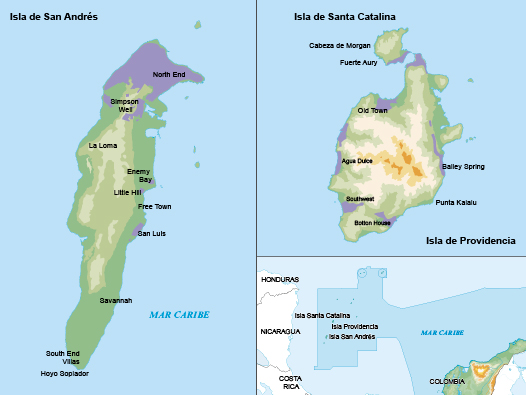 Isla de San Andrés
North End
Simpson
Well
La Loma
Enemy
Bay
Little Hill
Free Town
San Luis
Savannah
MAR CARIBE
South End
Villas
Hoyo Soplador
Isla de Santa Catalina
Cabeza de Morgan
Fuerte Aury
Old Town
Agua Dulce
Bailey Spring
Southwest
Punta Kalalu
Botton House
Isla de Providencia
HONDURAS
Isla Santa Catalina
Isla Providencia
NICARAGUA
Isla San Andrés
MAR CARIBE
COSTA
RICA
COLOMBIA